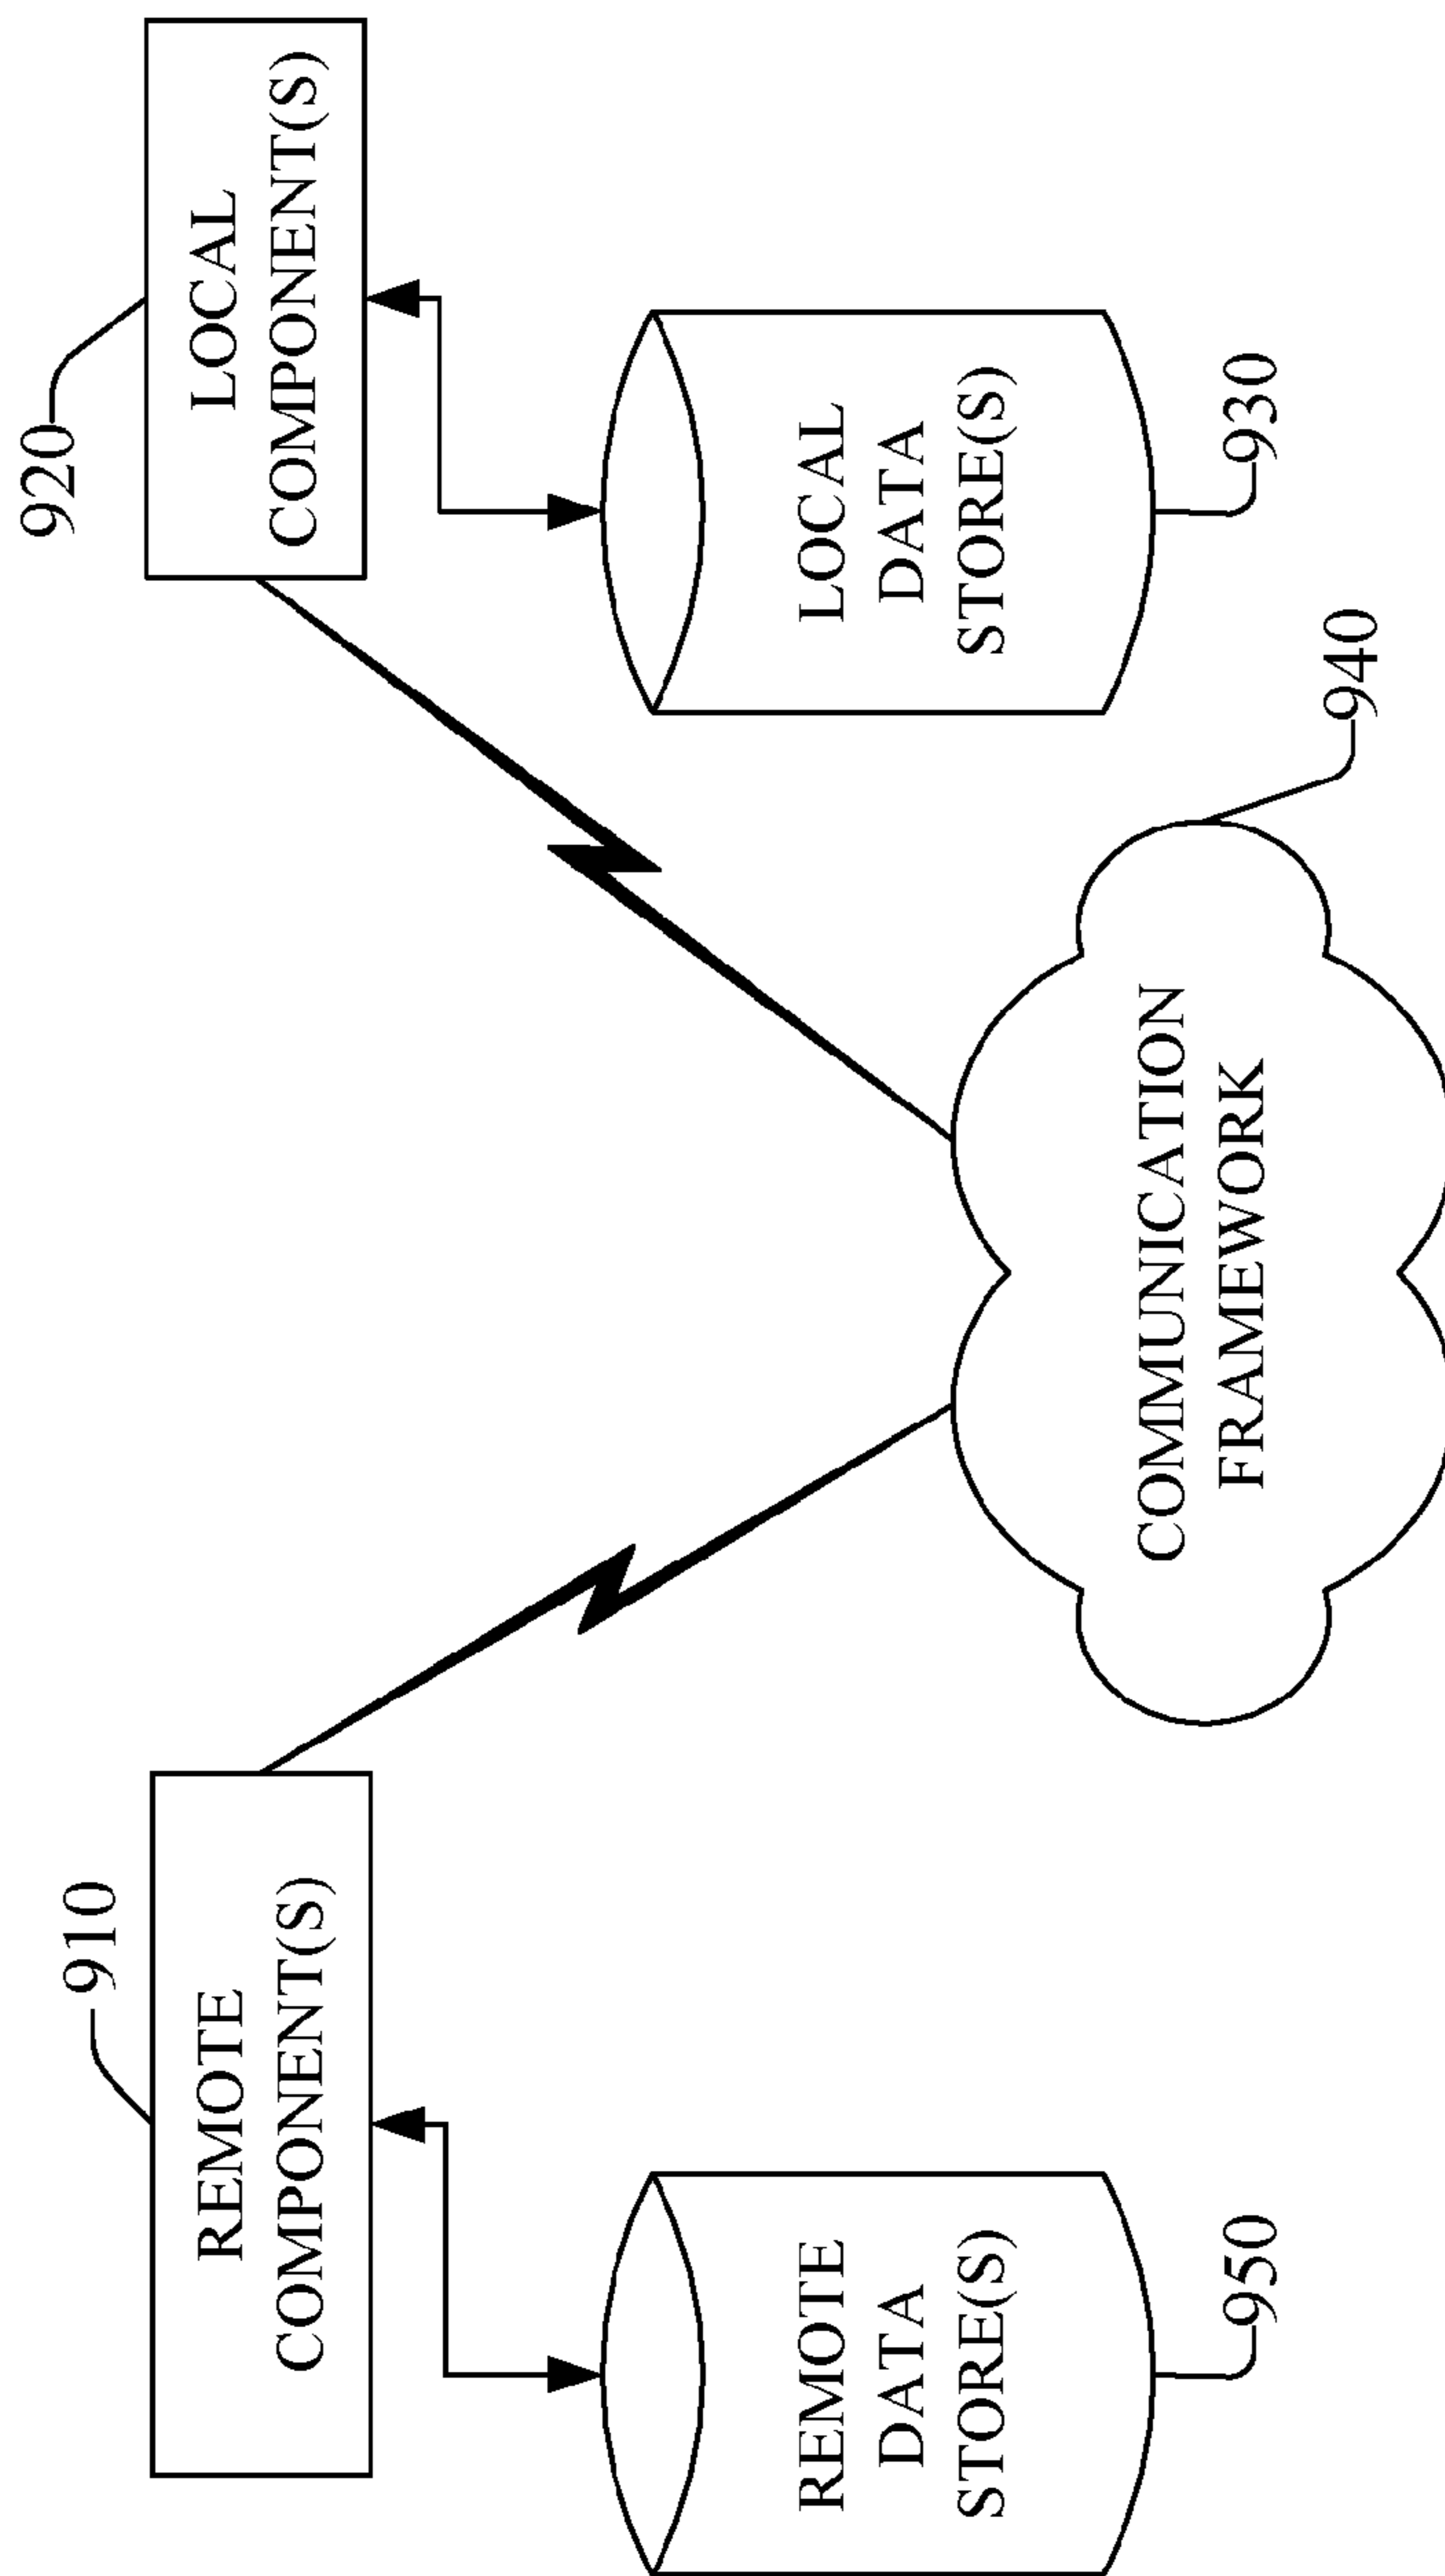 910
REMOTE
COMPONENT(S)
920
LOCAL
COMPONENT(S)
REMOTE
DATA
STORE(S)
950
LOCAL
DATA
STORE(S)
930
940
COMMUNICATION
FRAMEWORK